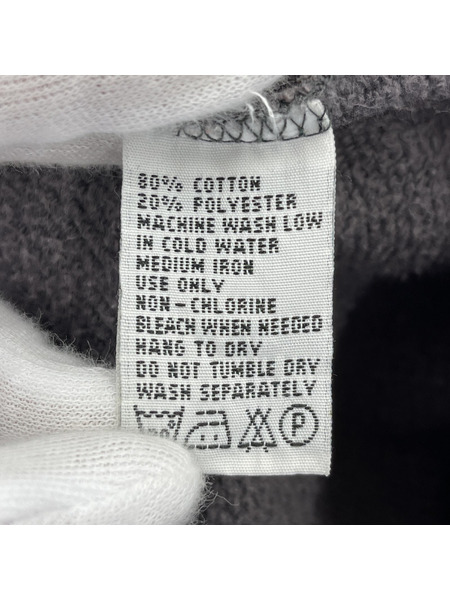 80% COTTON
20% POLYESTER
MACHINE WASH LOW
IN COLD WATER
MEDIUM IRON
USE ONLY
NON-CHLORINE
BLEACH WHEN NEEDED
HANG TO DRY
DO NOT TUMBLE DRY
WASH SEPARATELY
P